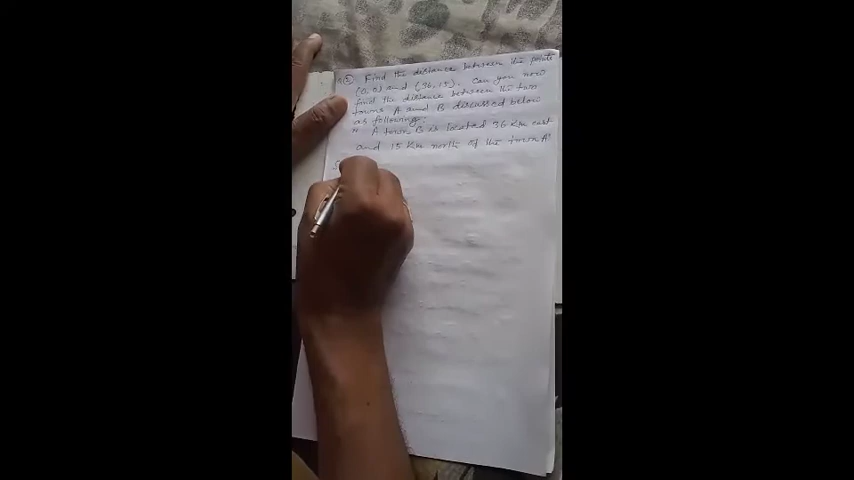 Q ② Find the distance between the points
(0,0) and (36,15). Can you now
find the distance between the two
towns A and B discussed below
as following:
" A town B is located 36 Km east
and 15 Km north of the town A"
S